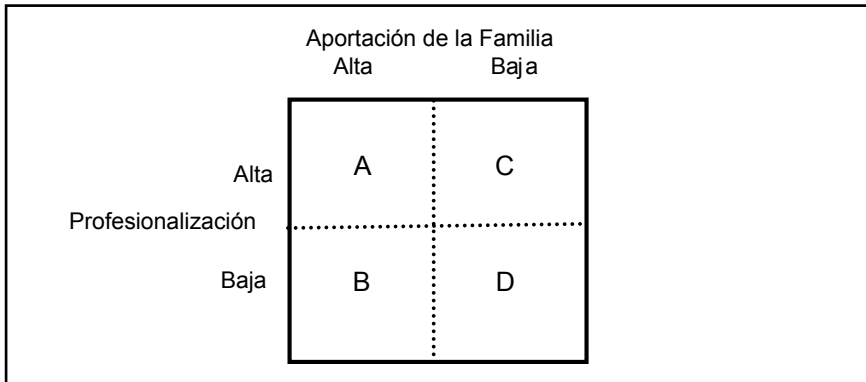 Aportación de la Familia
Alta Baja
Alta A C
Profesionalización
Baja B D